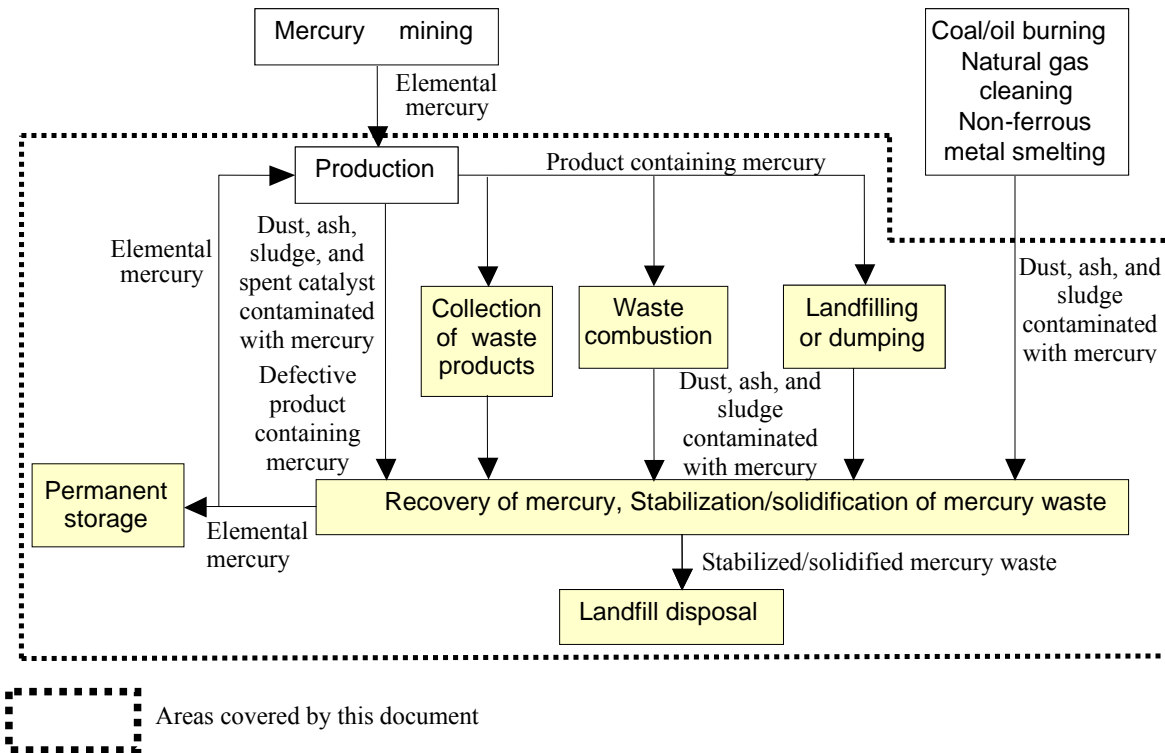 Mercury mining
Coal/oil burning
Natural gas
cleaning
Non-ferrous
metal smelting
Elemental
mercury
Production
Product containing mercury
Elemental
mercury
Dust, ash,
sludge, and
spent catalyst
contaminated
with mercury
Defective
product
containing
mercury
Collection
of waste
products
Waste
combustion
Landfilling
or dumping
Dust, ash, and
sludge
contaminated
with mercury
Dust, ash, and
sludge
contaminated
with mercury
Permanent
storage
Elemental
mercury
Recovery of mercury, Stabilization/solidification of mercury waste
Stabilized/solidified mercury waste
Landfill disposal
Areas covered by this document